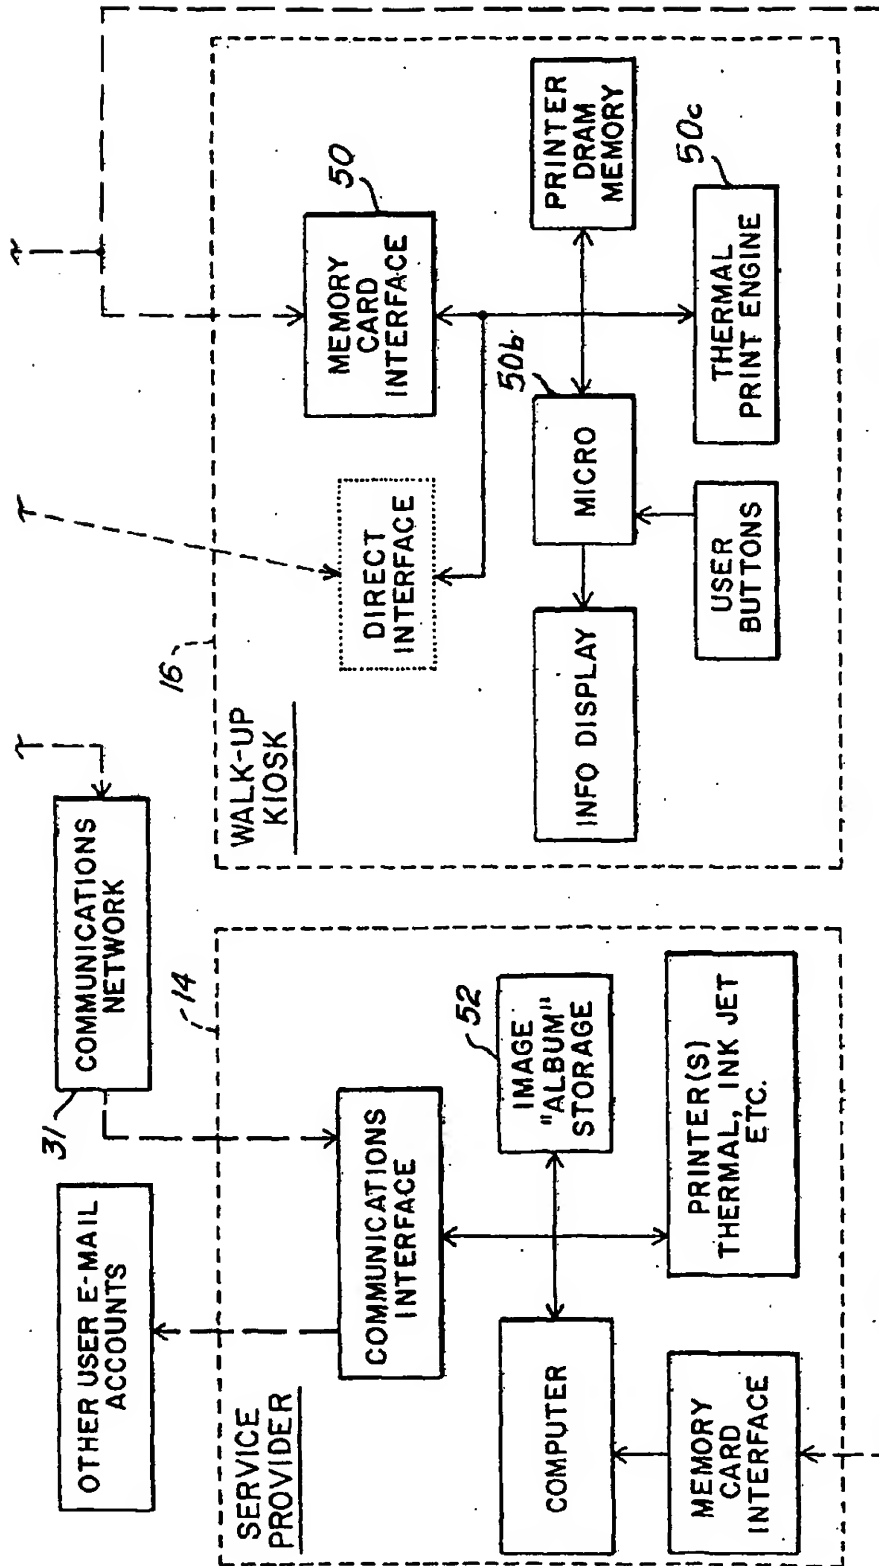 OTHER USER E-MAIL
ACCOUNTS
31
COMMUNICATIONS
NETWORK
14
SERVICE
PROVIDER
COMMUNICATIONS
INTERFACE
COMPUTER
52
IMAGE
"ALBUM"
STORAGE
MEMORY
CARD
INTERFACE
PRINTER(S)
THERMAL, INK JET
ETC.
16
WALK-UP
KIOSK
DIRECT
INTERFACE
50
MEMORY
CARD
INTERFACE
INFO DISPLAY
MICRO
50b
PRINTER
DRAM
MEMORY
USER
BUTTONS
THERMAL
PRINT ENGINE
50c